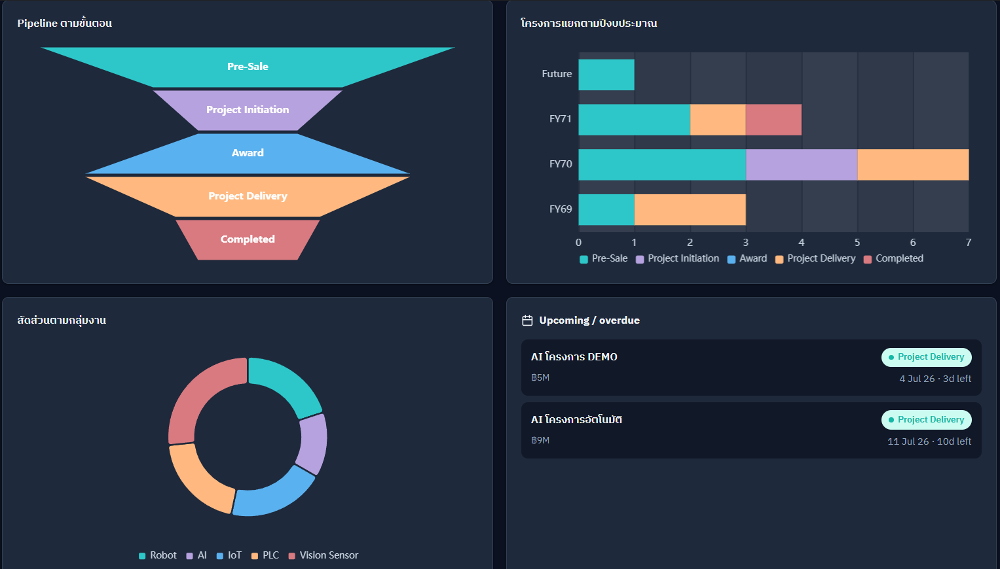 Pipeline ตามขั้นตอน
Pre-Sale
Project Initiation
Award
Project Delivery
Completed
โครงการแยกตามปีงบประมาณ
Future
FY71
FY70
FY69
0 1 2 3 4 5 6 7
Pre-Sale Project Initiation Award Project Delivery Completed
สัดส่วนตามกลุ่มงาน
Robot AI IoT PLC Vision Sensor
Upcoming / overdue
AI โครงการ DEMO Project Delivery
฿5M 4 Jul 26 · 3d left
AI โครงการอัตโนมัติ Project Delivery
฿9M 11 Jul 26 · 10d left